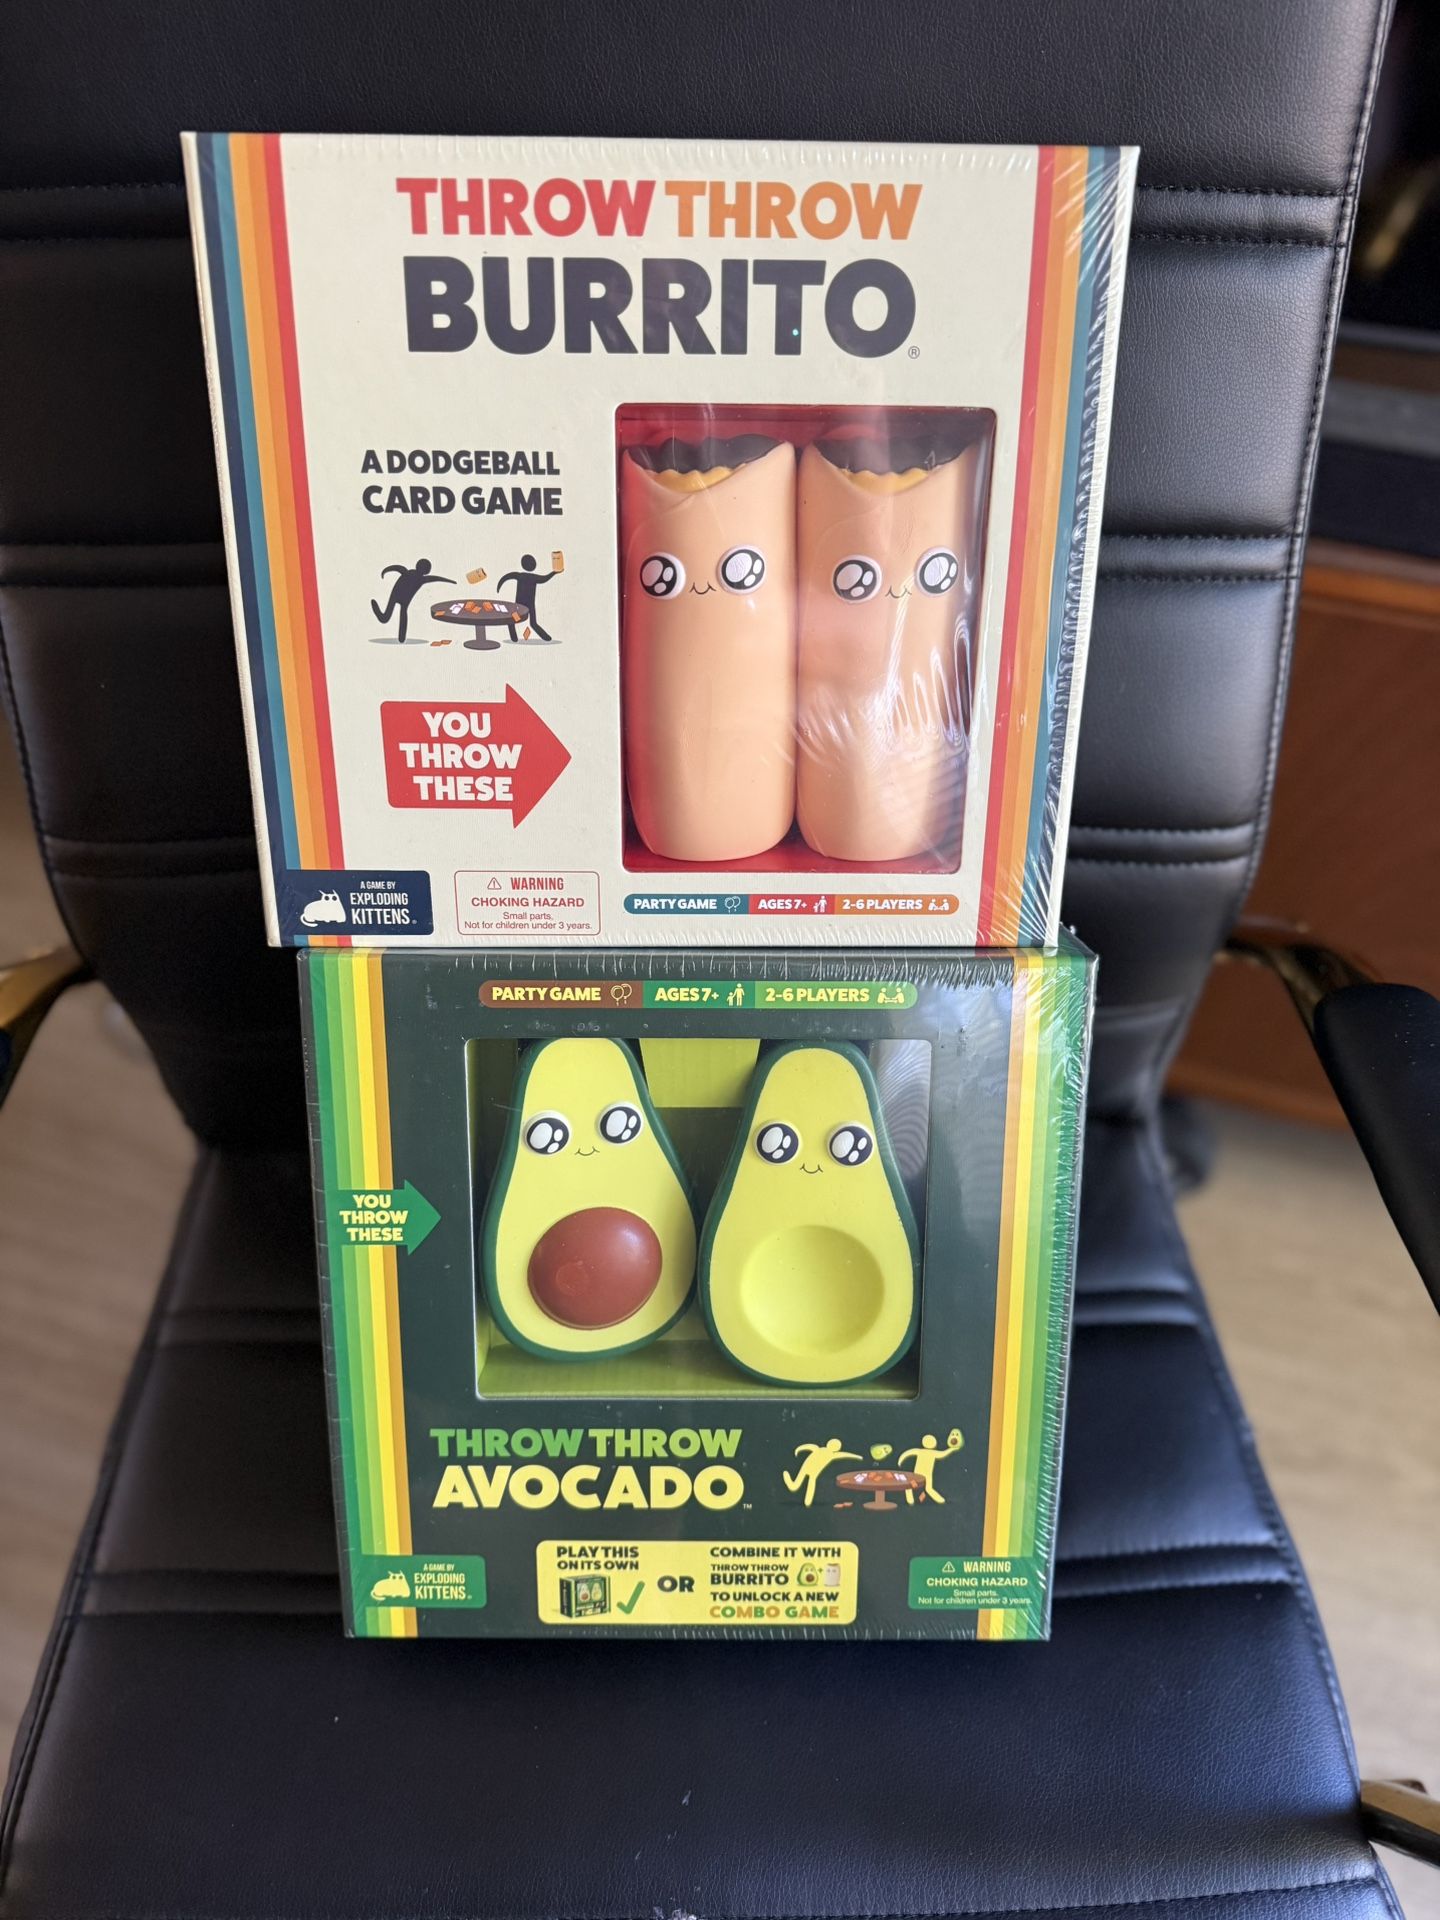 THROW THROW
BURRITO®
A DODGEBALL
CARD GAME
YOU
THROW
THESE
A GAME BY
EXPLODING
KITTENS®
⚠ WARNING
CHOKING HAZARD
Small parts.
Not for children under 3 years.
PARTY GAME AGES 7+ 2-6 PLAYERS
PARTY GAME AGES 7+ 2-6 PLAYERS
YOU
THROW
THESE
THROW THROW
AVOCADO™
A GAME BY
EXPLODING
KITTENS®
PLAY THIS
ON ITS OWN
OR
COMBINE IT WITH
THROW THROW
BURRITO
TO UNLOCK A NEW
COMBO GAME
⚠ WARNING
CHOKING HAZARD
Small parts.
Not for children under 3 years.